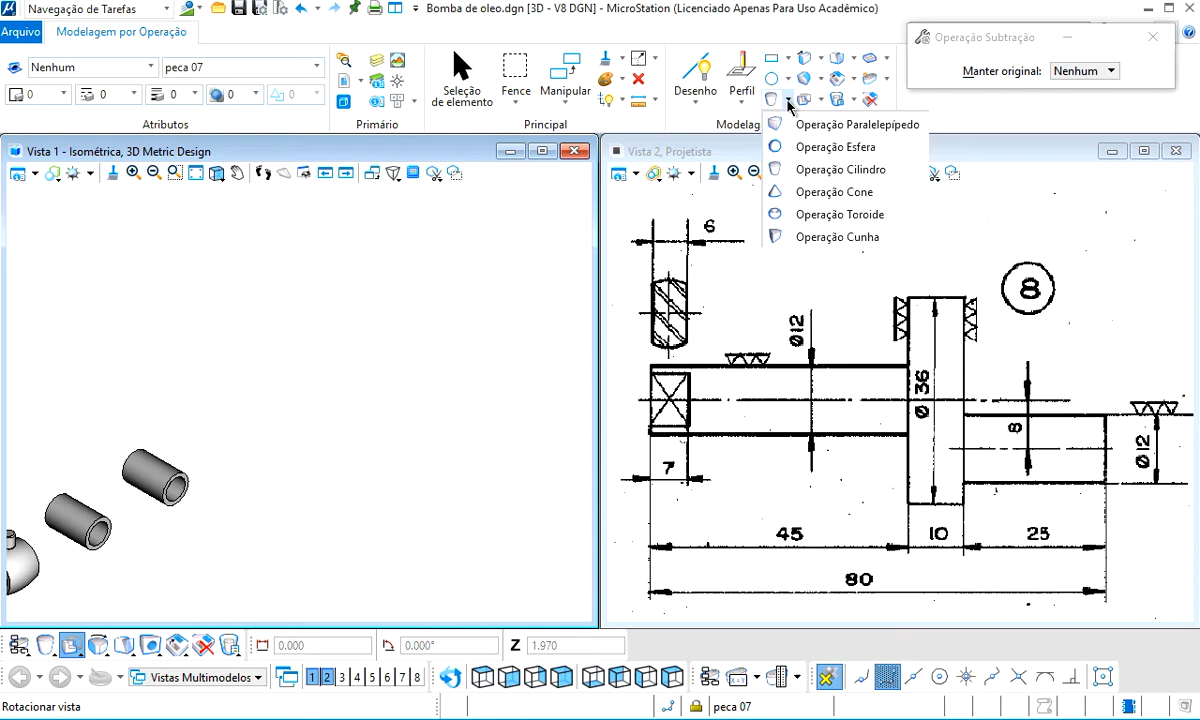 Navegação de Tarefas
Bomba de oleo.dgn [3D - V8 DGN] - MicroStation (Licenciado Apenas Para Uso Acadêmico)
Arquivo
Modelagem por Operação
Operação Subtração
Manter original: Nenhum
Nenhum
peca 07
0 0 0 0 0
Seleção
de elemento
Fence
Manipular
Desenho
Perfil
Atributos
Primário
Principal
Modelag
Operação Paralelepípedo
Operação Esfera
Operação Cilindro
Operação Cone
Operação Toroide
Operação Cunha
Vista 1 - Isométrica, 3D Metric Design
Vista 2, Projetista
6
8
Ø12
Ø 36
8
Ø12
7
45
10
25
80
0.000
0.000°
Z 1.970
Vistas Multimodelos
1 2 3 4 5 6 7 8
Rotacionar vista
peca 07